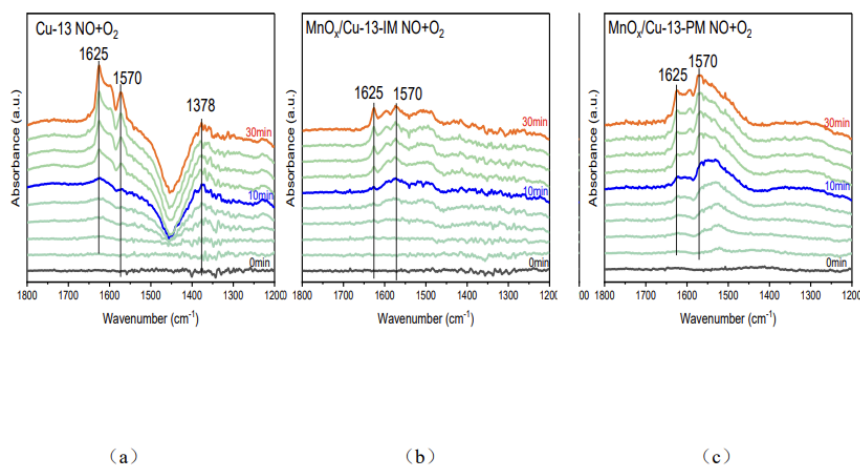 Cu-13 NO+O₂
1625
1570
1378
30min
10min
0min
Absorbance (a.u.)
1800 1700 1600 1500 1400 1300 1200
Wavenumber (cm⁻¹)
(a)
MnOₓ/Cu-13-IM NO+O₂
1625
1570
30min
10min
0min
Absorbance (a.u.)
1800 1700 1600 1500 1400 1300 1200
Wavenumber (cm⁻¹)
(b)
MnOₓ/Cu-13-PM NO+O₂
1570
1625
30min
10min
0min
Absorbance (a.u.)
00 1800 1700 1600 1500 1400 1300 1200
Wavenumber (cm⁻¹)
(c)